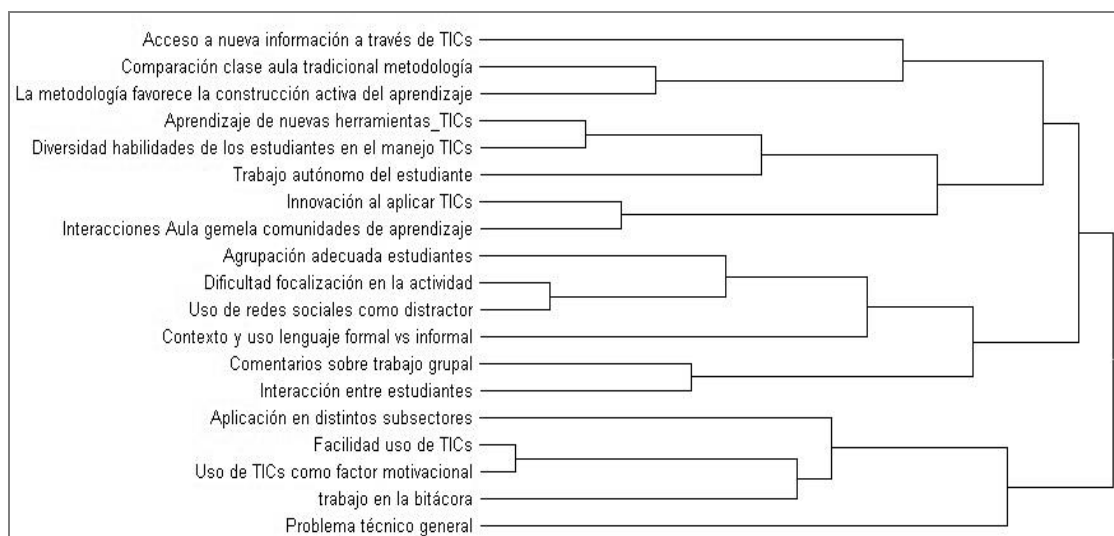 Acceso a nueva información a través de TICs
Comparación clase aula tradicional metodología
La metodología favorece la construcción activa del aprendizaje
Aprendizaje de nuevas herramientas_TICs
Diversidad habilidades de los estudiantes en el manejo TICs
Trabajo autónomo del estudiante
Innovación al aplicar TICs
Interacciones Aula gemela comunidades de aprendizaje
Agrupación adecuada estudiantes
Dificultad focalización en la actividad
Uso de redes sociales como distractor
Contexto y uso lenguaje formal vs informal
Comentarios sobre trabajo grupal
Interacción entre estudiantes
Aplicación en distintos subsectores
Facilidad uso de TICs
Uso de TICs como factor motivacional
trabajo en la bitácora
Problema técnico general